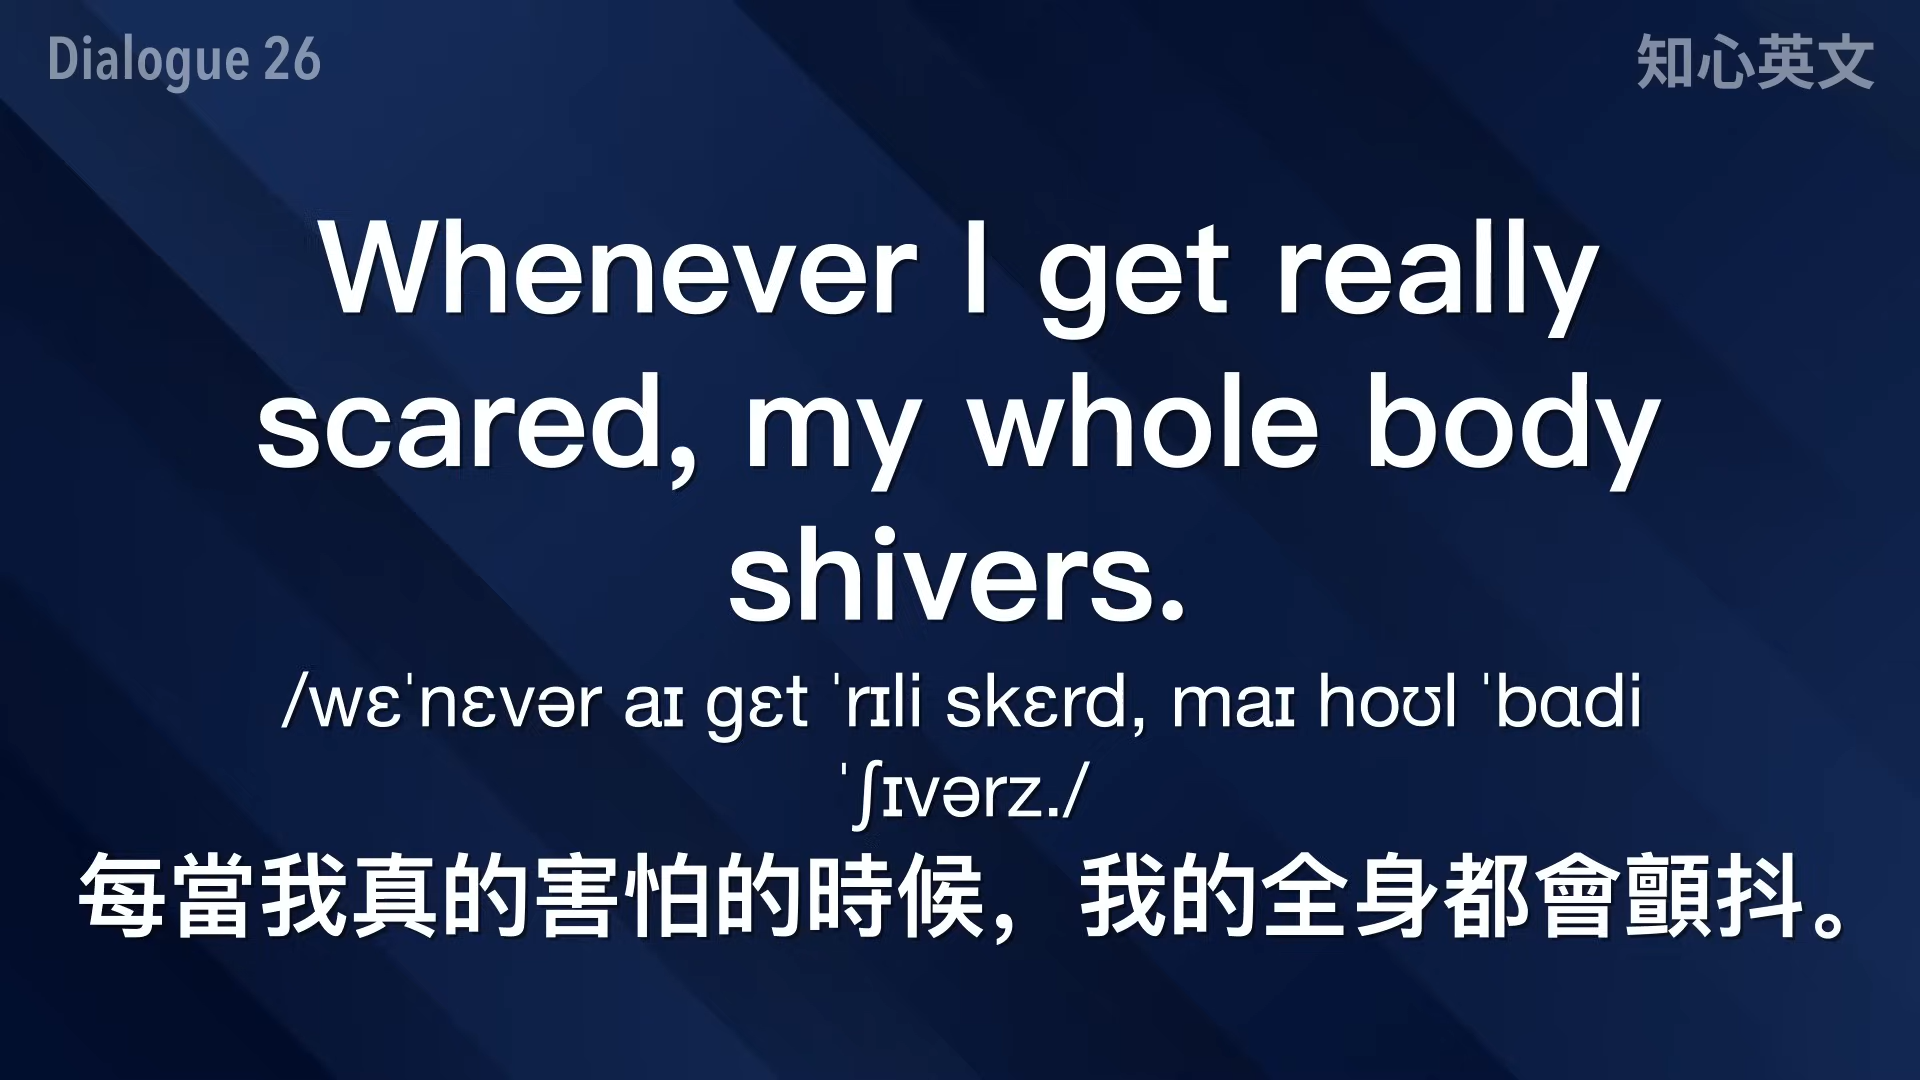 Dialogue 26
知心英文
Whenever I get really
scared, my whole body
shivers.
/wɛˈnɛvər aɪ gɛt ˈrɪli skɛrd, maɪ hoʊl ˈbɑdi
ˈʃɪvərz./
每當我真的害怕的時候，我的全身都會顫抖。